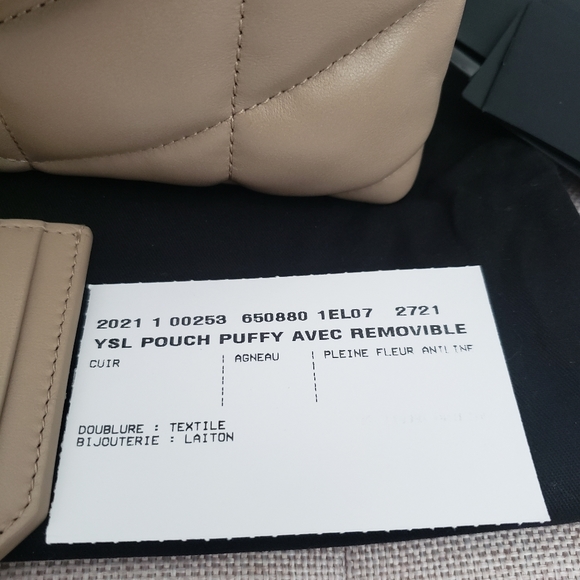 2021 1 00253 650880 1EL07 2721
YSL POUCH PUFFY AVEC REMOVIBLE
CUIR AGNEAU PLEINE FLEUR
DOUBLURE : TEXTILE
BIJOUTERIE : LAITON